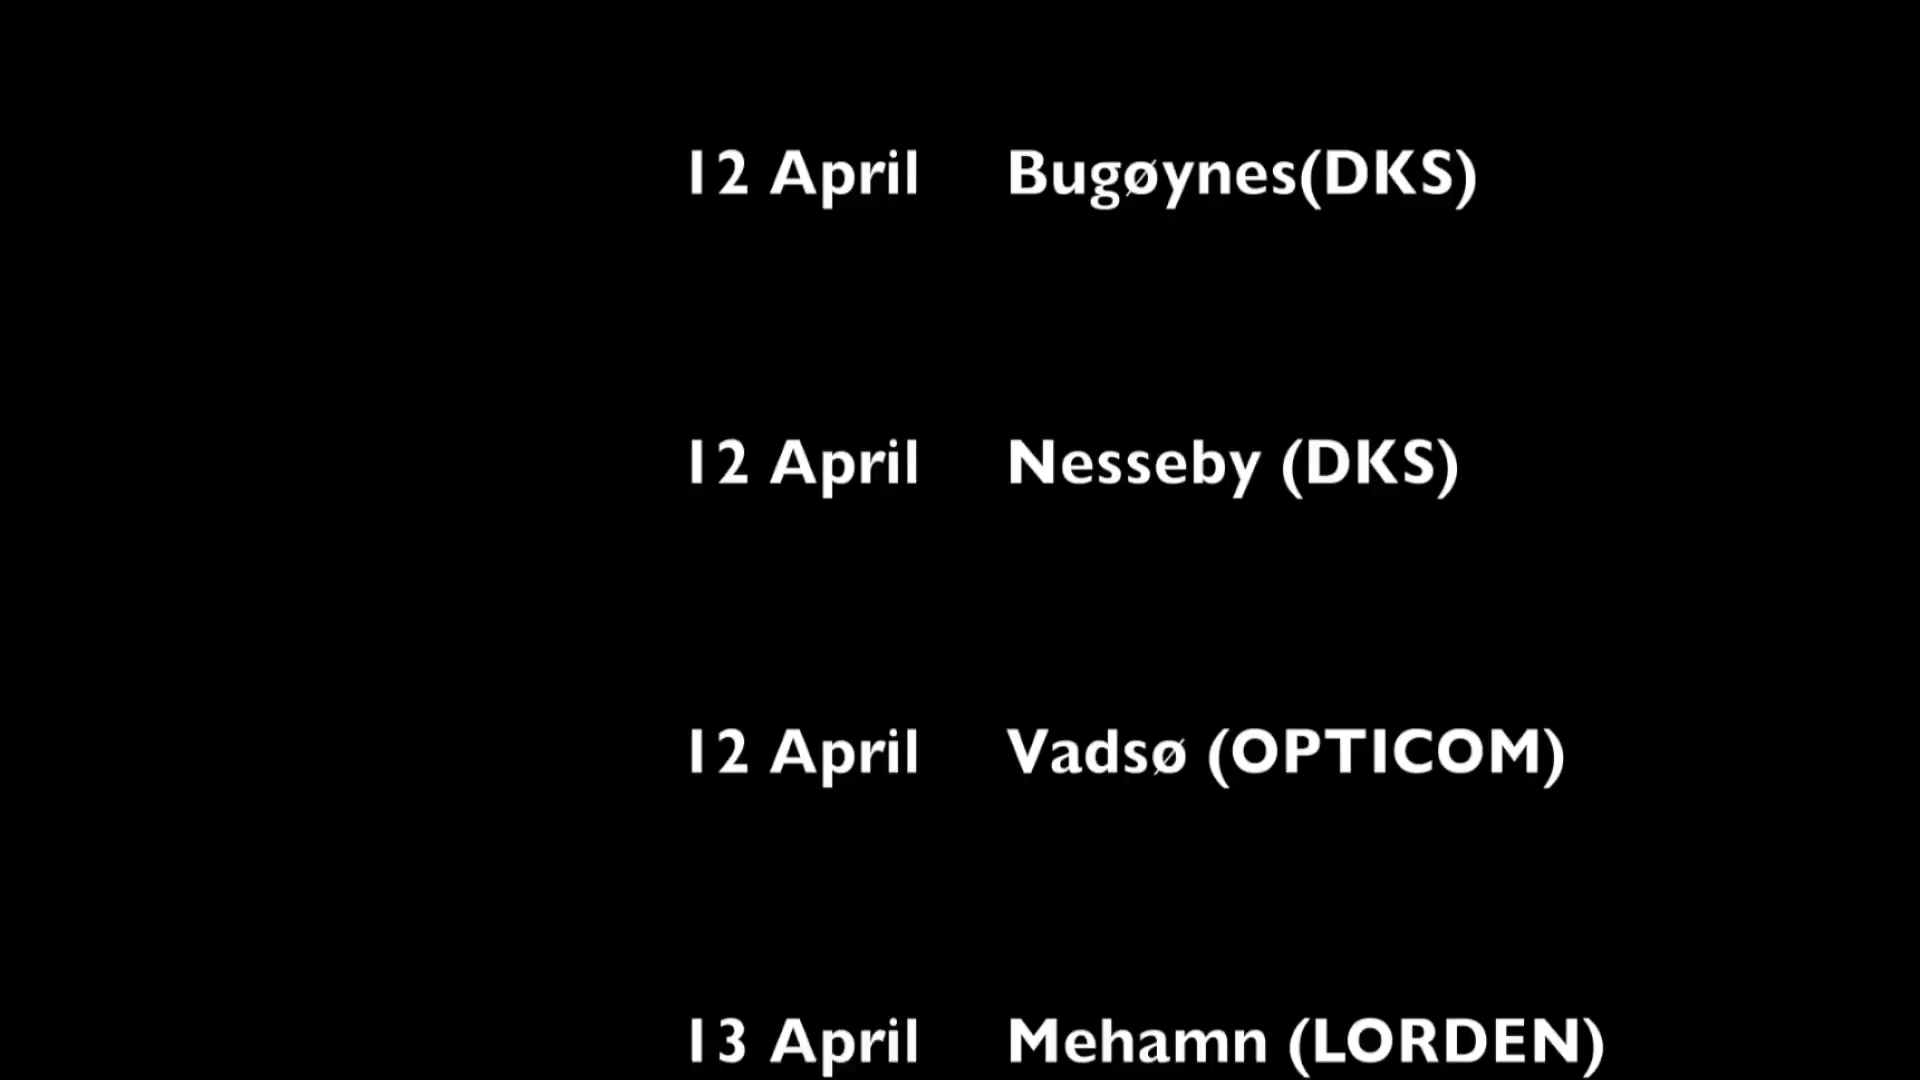 12 April Bugøynes(DKS)
12 April Nesseby (DKS)
12 April Vadsø (OPTICOM)
13 April Mehamn (LORDEN)